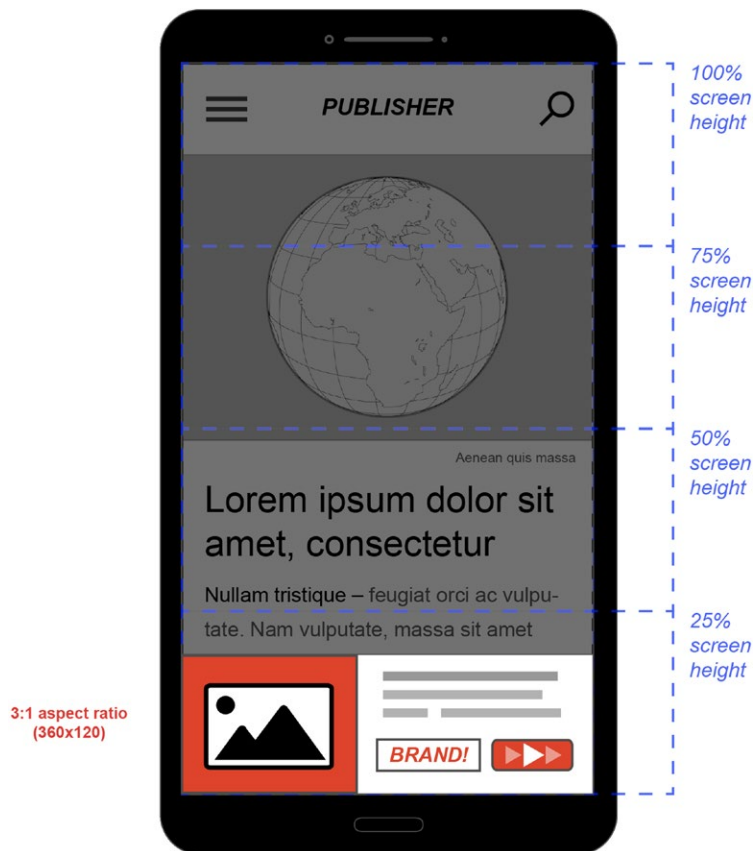 100%
screen
height
PUBLISHER
75%
screen
height
50%
screen
height
Aenean quis massa
Lorem ipsum dolor sit
amet, consectetur
Nullam tristique – feugiat orci ac vulpu-
tate. Nam vulputate, massa sit amet
25%
screen
height
3:1 aspect ratio
(360x120)
BRAND!